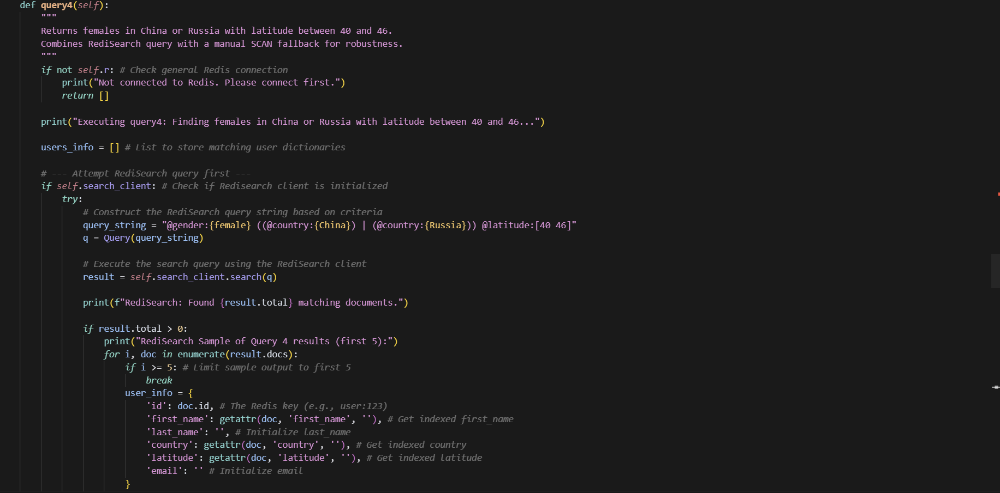 def query4(self):
"""
Returns females in China or Russia with latitude between 40 and 46.
Combines RediSearch query with a manual SCAN fallback for robustness.
"""
if not self.r: # Check general Redis connection
print("Not connected to Redis. Please connect first.")
return []
print("Executing query4: Finding females in China or Russia with latitude between 40 and 46...")
users_info = [] # List to store matching user dictionaries
# --- Attempt RediSearch query first ---
if self.search_client: # Check if Redisearch client is initialized
try:
# Construct the RediSearch query string based on criteria
query_string = "@gender:{female} ((@country:{China}) | (@country:{Russia})) @latitude:[40 46]"
q = Query(query_string)
# Execute the search query using the RediSearch client
result = self.search_client.search(q)
print(f"RediSearch: Found {result.total} matching documents.")
if result.total > 0:
print("RediSearch Sample of Query 4 results (first 5):")
for i, doc in enumerate(result.docs):
if i >= 5: # Limit sample output to first 5
break
user_info = {
'id': doc.id, # The Redis key (e.g., user:123)
'first_name': getattr(doc, 'first_name', ''), # Get indexed first_name
'last_name': '', # Initialize last_name
'country': getattr(doc, 'country', ''), # Get indexed country
'latitude': getattr(doc, 'latitude', ''), # Get indexed latitude
'email': '' # Initialize email
}